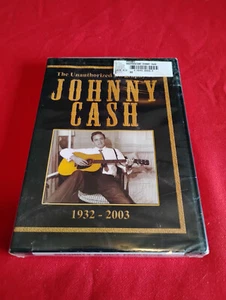 The Unauthorized
JOHNNY
CASH
1932 - 2003